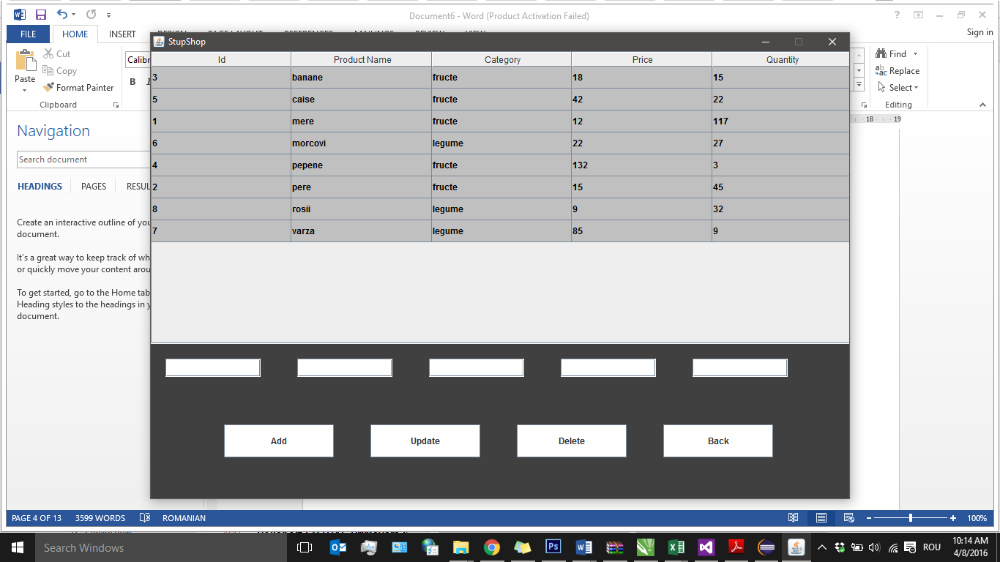 Document6 - Word (Product Activation Failed)
FILE HOME INSERT
Sign in
StupShop
Cut
Copy
Format Painter
Paste
Clipboard
Calibr
B I
Find
Replace
Select
Editing
18 19
Id Product Name Category Price Quantity
3 banane fructe 18 15
5 caise fructe 42 22
1 mere fructe 12 117
6 morcovi legume 22 27
4 pepene fructe 132 3
2 pere fructe 15 45
8 rosii legume 9 32
7 varza legume 85 9
Navigation
Search document
HEADINGS PAGES RESUL
Create an interactive outline of you
document.
It's a great way to keep track of wh
or quickly move your content arou
To get started, go to the Home tab
Heading styles to the headings in y
document.
Add Update Delete Back
PAGE 4 OF 13 3599 WORDS ROMANIAN
100%
Search Windows
ROU
10:14 AM
4/8/2016